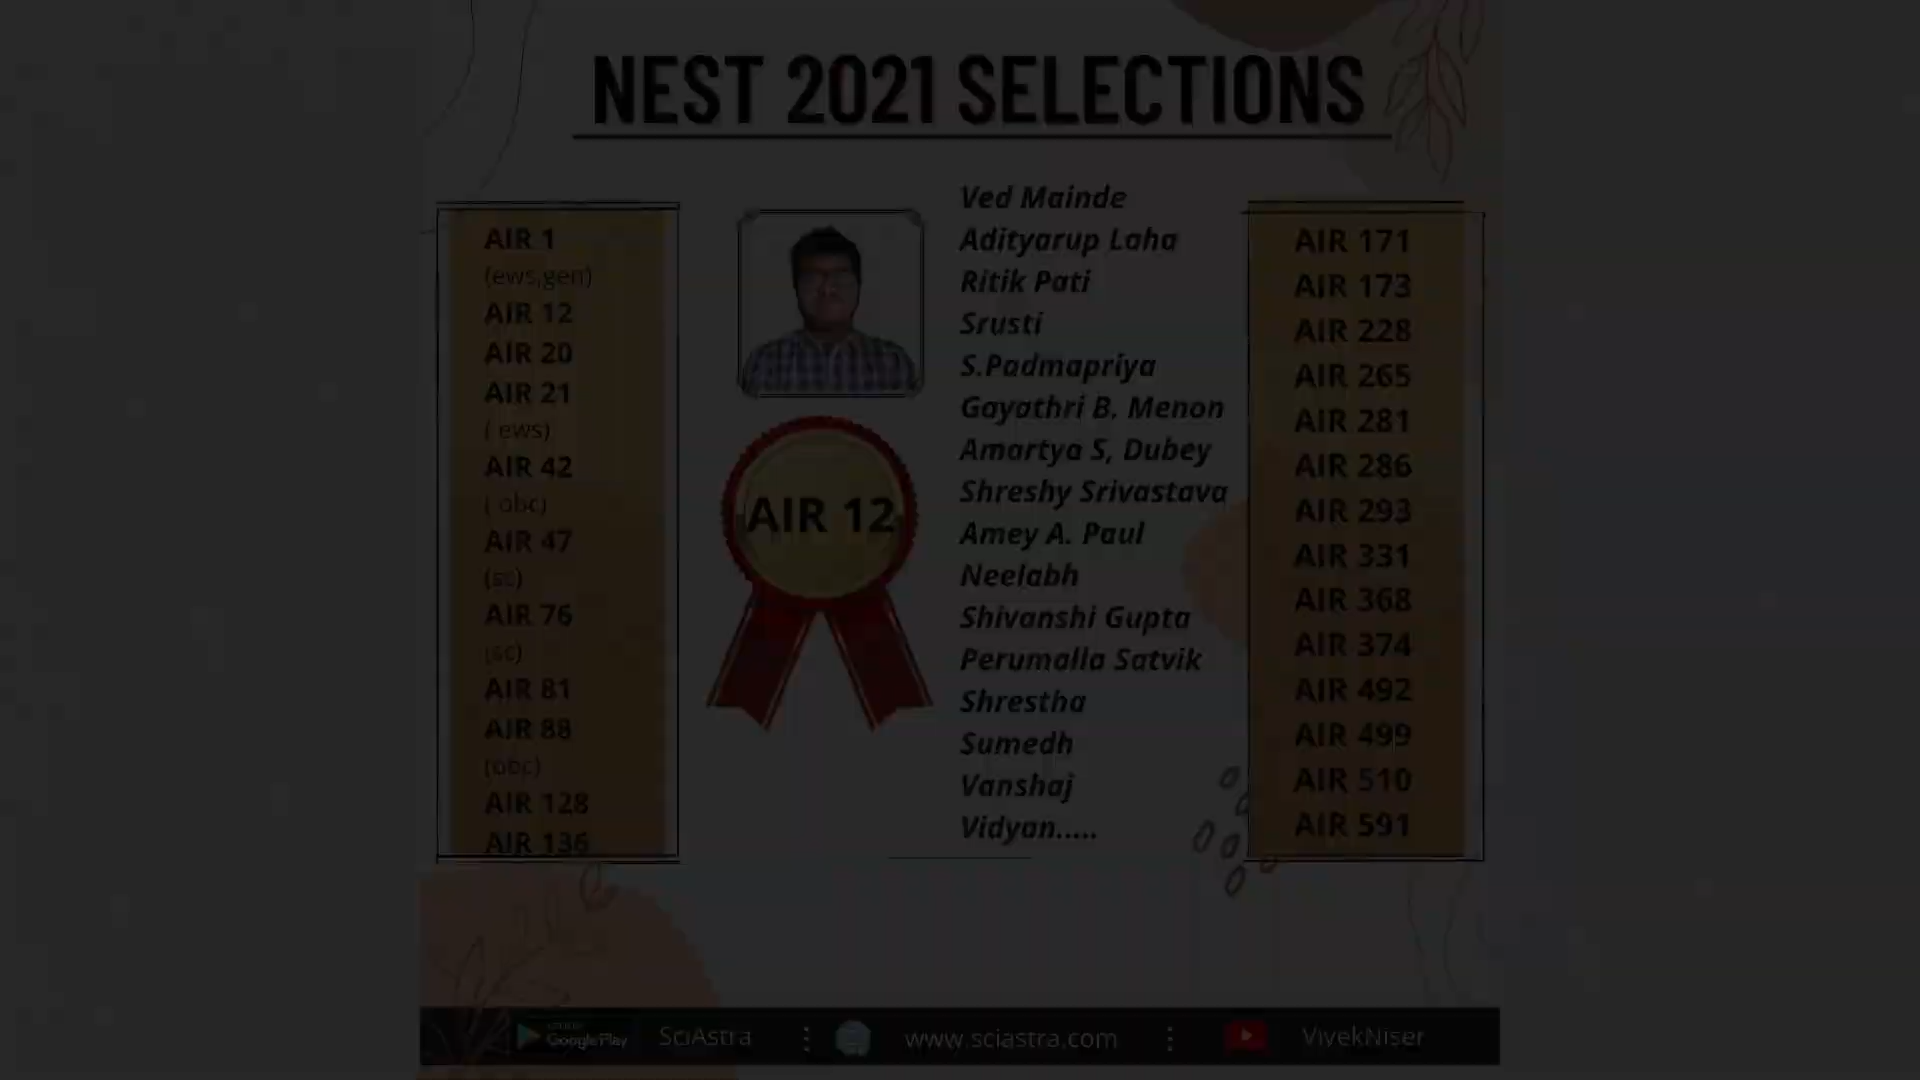 NEST 2021 SELECTIONS
AIR 1
(ews,gen)
AIR 12
AIR 20
AIR 21
( ews)
AIR 42
( obc)
AIR 47
(sc)
AIR 76
(sc)
AIR 81
AIR 88
(obc)
AIR 128
AIR 136
AIR 12
Ved Mainde
Adityarup Laha
Ritik Pati
Srusti
S.Padmapriya
Gayathri B. Menon
Amartya S, Dubey
Shreshy Srivastava
Amey A. Paul
Neelabh
Shivanshi Gupta
Perumalla Satvik
Shrestha
Sumedh
Vanshaj
Vidyan.....
AIR 171
AIR 173
AIR 228
AIR 265
AIR 281
AIR 286
AIR 293
AIR 331
AIR 368
AIR 374
AIR 492
AIR 499
AIR 510
AIR 591
Google Play SciAstra www.sciastra.com VivekNiser